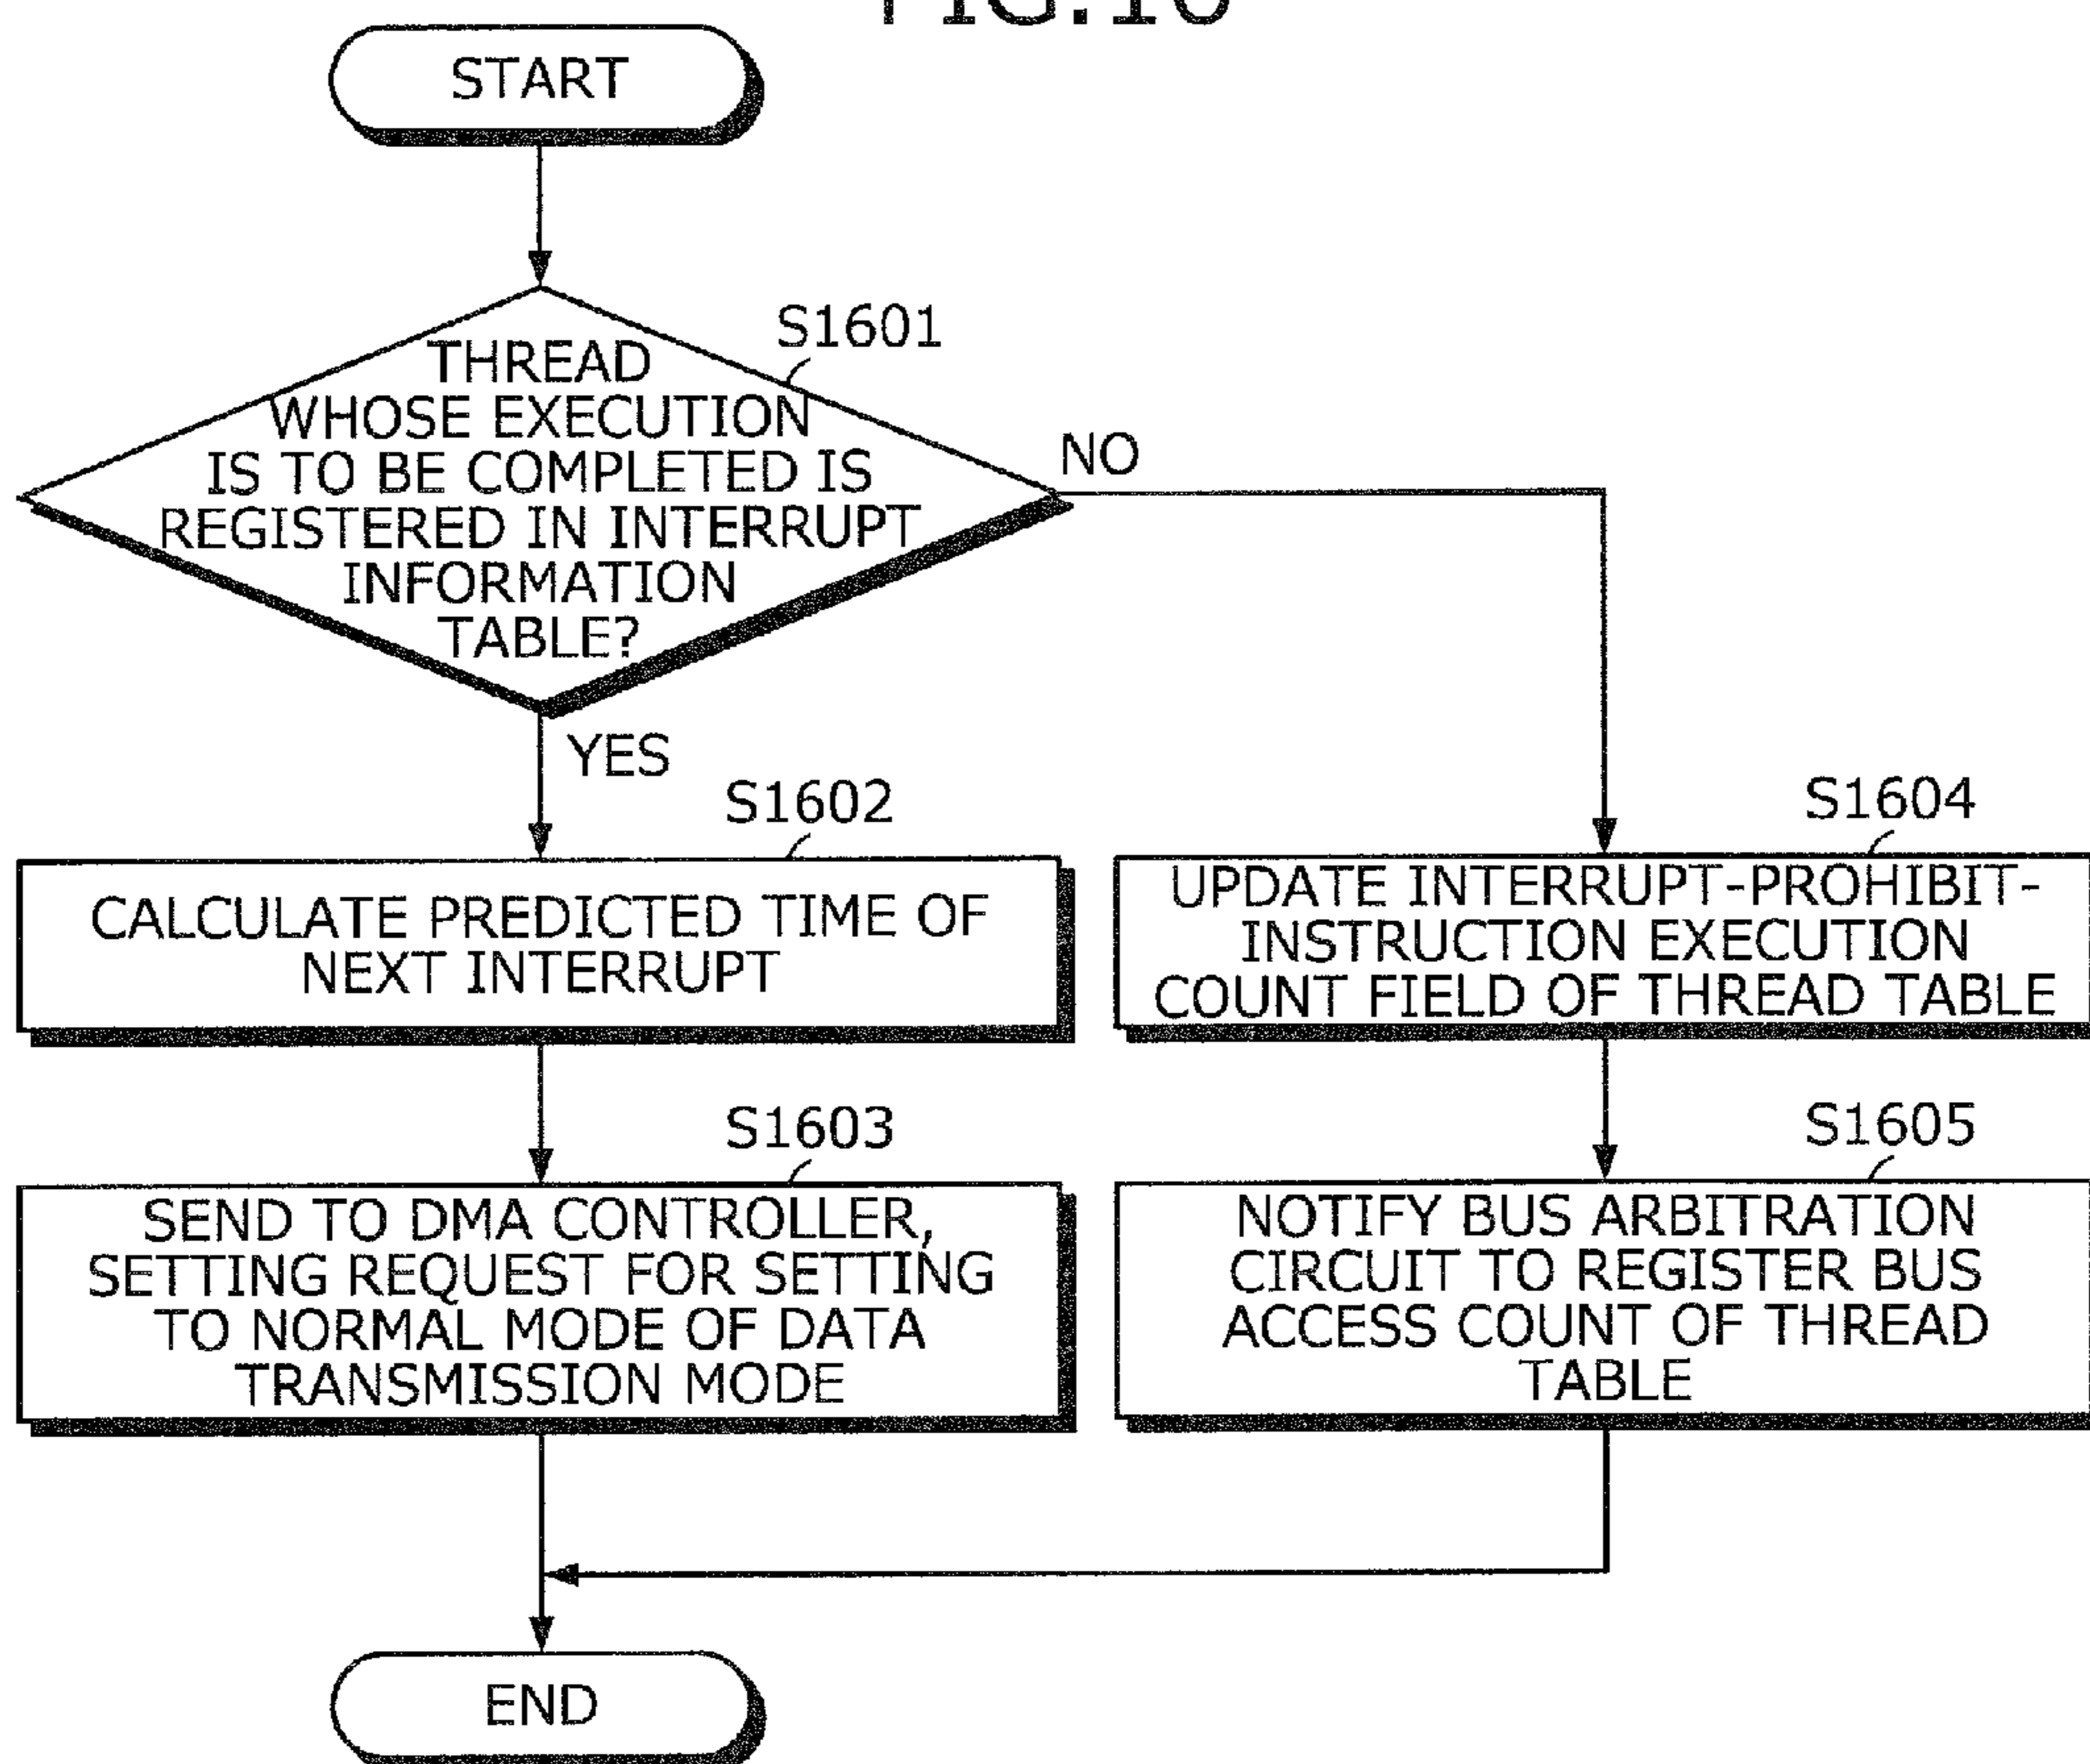 FIG.16
START
S1601
THREAD
WHOSE EXECUTION
IS TO BE COMPLETED IS
REGISTERED IN INTERRUPT
INFORMATION
TABLE?
NO
YES
S1602
CALCULATE PREDICTED TIME OF
NEXT INTERRUPT
S1603
SEND TO DMA CONTROLLER,
SETTING REQUEST FOR SETTING
TO NORMAL MODE OF DATA
TRANSMISSION MODE
S1604
UPDATE INTERRUPT-PROHIBIT-
INSTRUCTION EXECUTION
COUNT FIELD OF THREAD TABLE
S1605
NOTIFY BUS ARBITRATION
CIRCUIT TO REGISTER BUS
ACCESS COUNT OF THREAD
TABLE
END